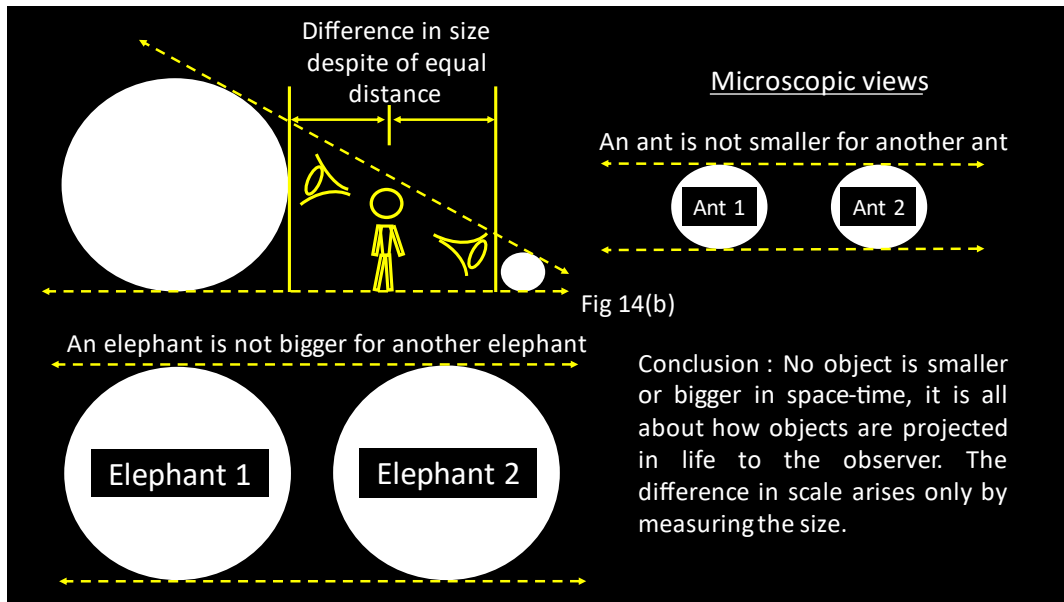 Difference in size
despite of equal
distance
Microscopic views
An ant is not smaller for another ant
Ant 1
Ant 2
Fig 14(b)
An elephant is not bigger for another elephant
Elephant 1
Elephant 2
Conclusion : No object is smaller
or bigger in space-time, it is all
about how objects are projected
in life to the observer. The
difference in scale arises only by
measuring the size.